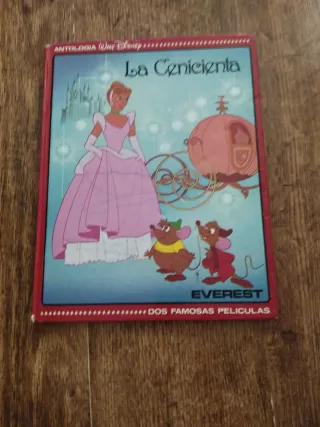 ANTOLOGIA Walt Disney
La Cenicienta
EVEREST
DOS FAMOSAS PELICULAS